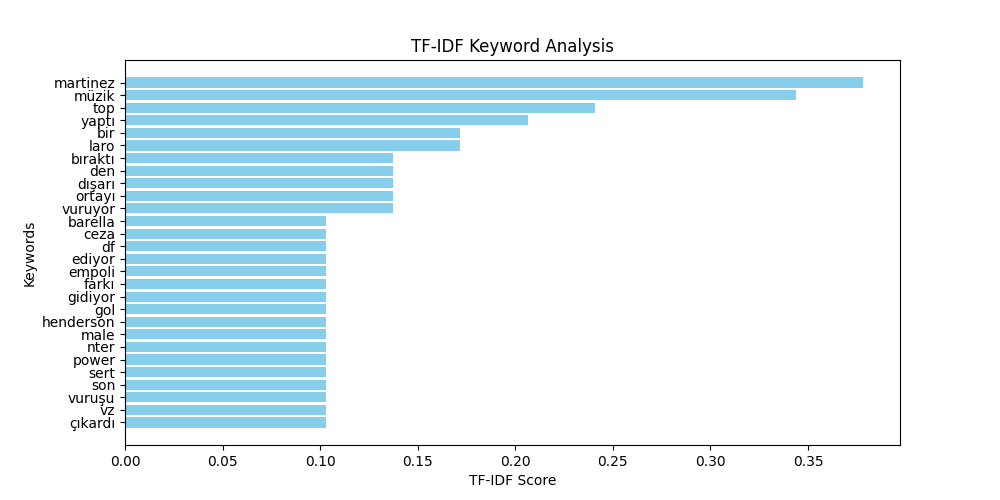 TF-IDF Keyword Analysis
martinez
müzik
top
yaptı
bir
laro
bıraktı
den
dışarı
ortayı
vuruyor
barella
ceza
df
ediyor
empoli
farkı
gidiyor
gol
henderson
male
nter
power
sert
son
vuruşu
vz
çıkardı
Keywords
0.00 0.05 0.10 0.15 0.20 0.25 0.30 0.35
TF-IDF Score